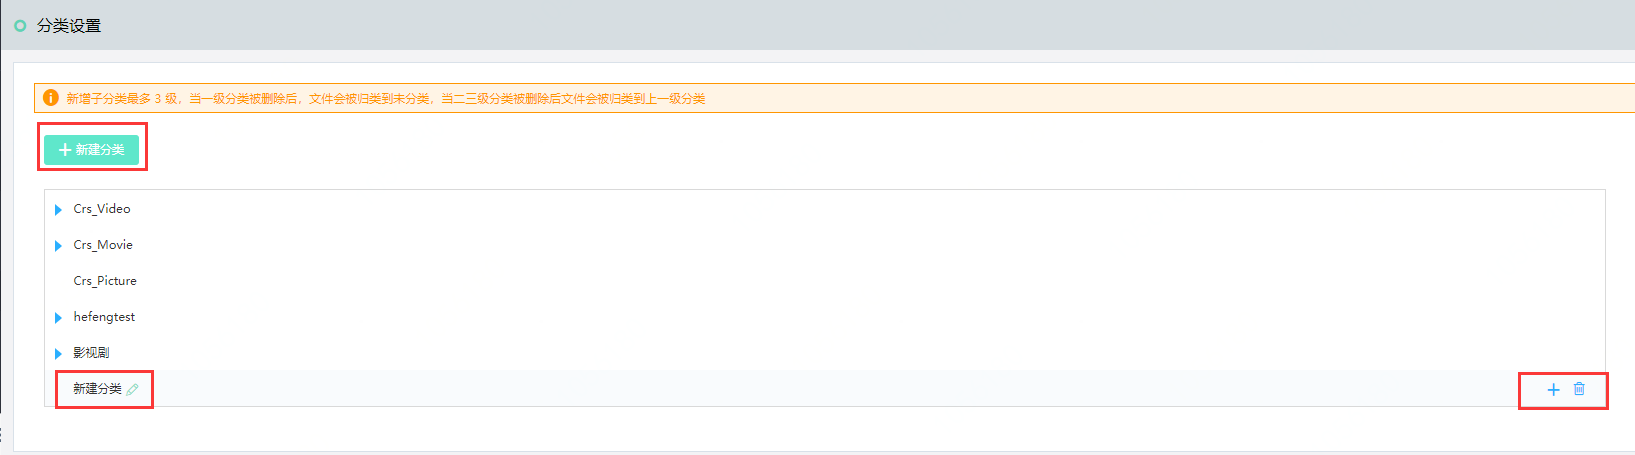 分类设置
新增子分类最多 3 级，当一级分类被删除后，文件会被归类到未分类，当二三级分类被删除后文件会被归类到上一级分类
新建分类
Crs_Video
Crs_Movie
Crs_Picture
hefengtest
影视剧
新建分类